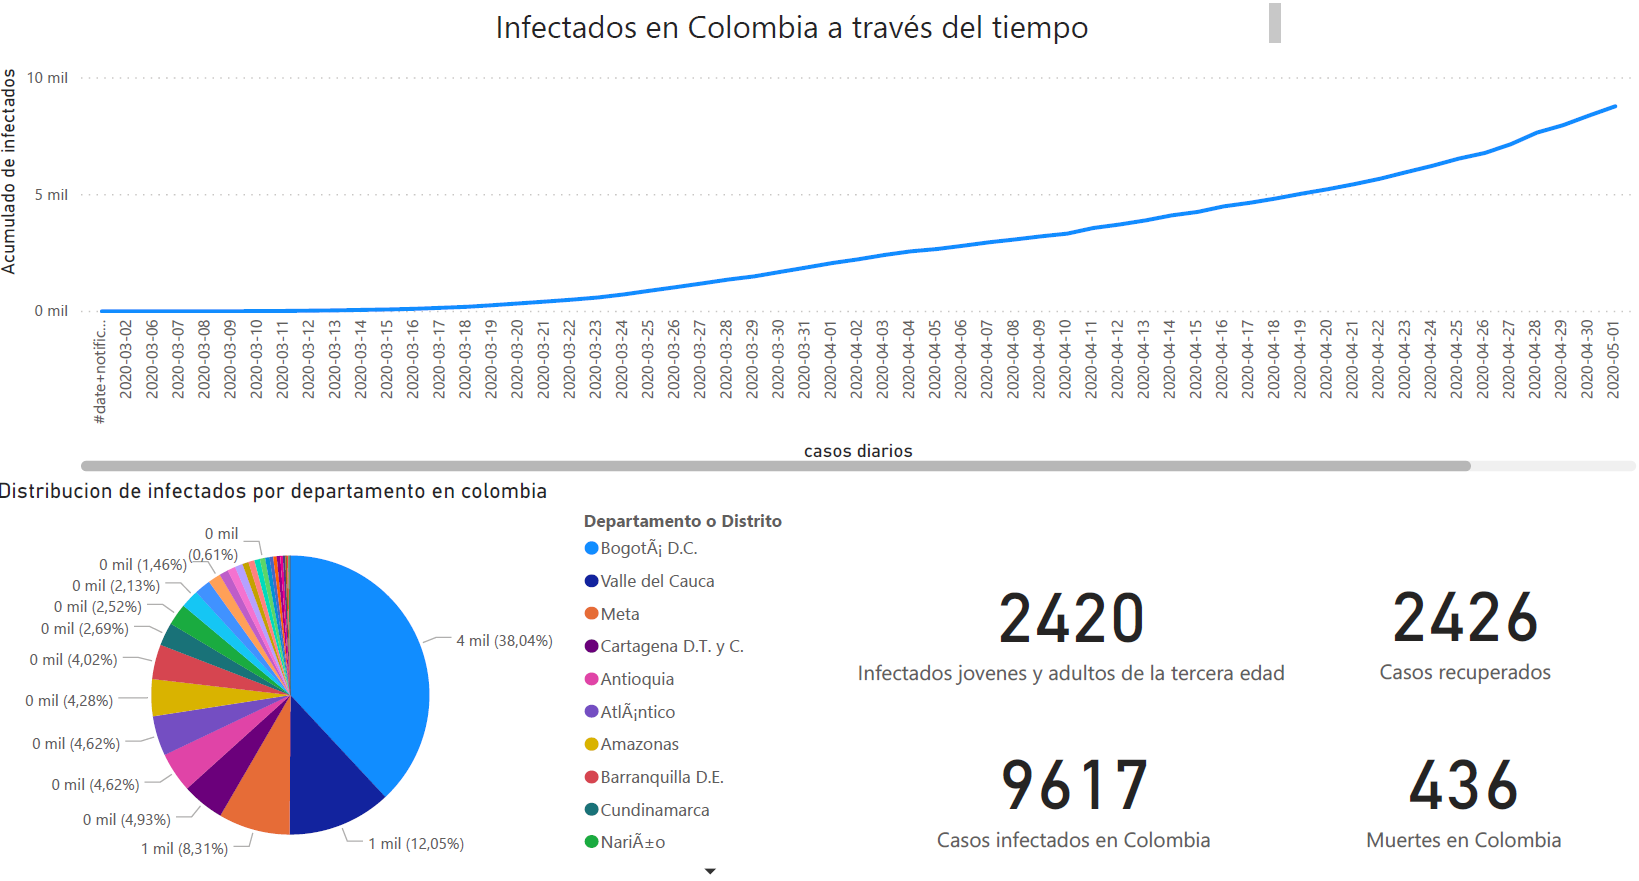 Infectados en Colombia a través del tiempo
Acumulado de infectados
10 mil
5 mil
0 mil
#date+notific...
2020-03-02
2020-03-06
2020-03-07
2020-03-08
2020-03-09
2020-03-10
2020-03-11
2020-03-12
2020-03-13
2020-03-14
2020-03-15
2020-03-16
2020-03-17
2020-03-18
2020-03-19
2020-03-20
2020-03-21
2020-03-22
2020-03-23
2020-03-24
2020-03-25
2020-03-26
2020-03-27
2020-03-28
2020-03-29
2020-03-30
2020-03-31
2020-04-01
2020-04-02
2020-04-03
2020-04-04
2020-04-05
2020-04-06
2020-04-07
2020-04-08
2020-04-09
2020-04-10
2020-04-11
2020-04-12
2020-04-13
2020-04-14
2020-04-15
2020-04-16
2020-04-17
2020-04-18
2020-04-19
2020-04-20
2020-04-21
2020-04-22
2020-04-23
2020-04-24
2020-04-25
2020-04-26
2020-04-27
2020-04-28
2020-04-29
2020-04-30
2020-05-01
casos diarios
Distribucion de infectados por departamento en colombia
0 mil
(0,61%)
0 mil (1,46%)
0 mil (2,13%)
0 mil (2,52%)
0 mil (2,69%)
0 mil (4,02%)
0 mil (4,28%)
0 mil (4,62%)
0 mil (4,62%)
0 mil (4,93%)
1 mil (8,31%)
1 mil (12,05%)
4 mil (38,04%)
Departamento o Distrito
BogotÃ¡ D.C.
Valle del Cauca
Meta
Cartagena D.T. y C.
Antioquia
AtlÃ¡ntico
Amazonas
Barranquilla D.E.
Cundinamarca
NariÃ±o
2420
Infectados jovenes y adultos de la tercera edad
2426
Casos recuperados
9617
Casos infectados en Colombia
436
Muertes en Colombia